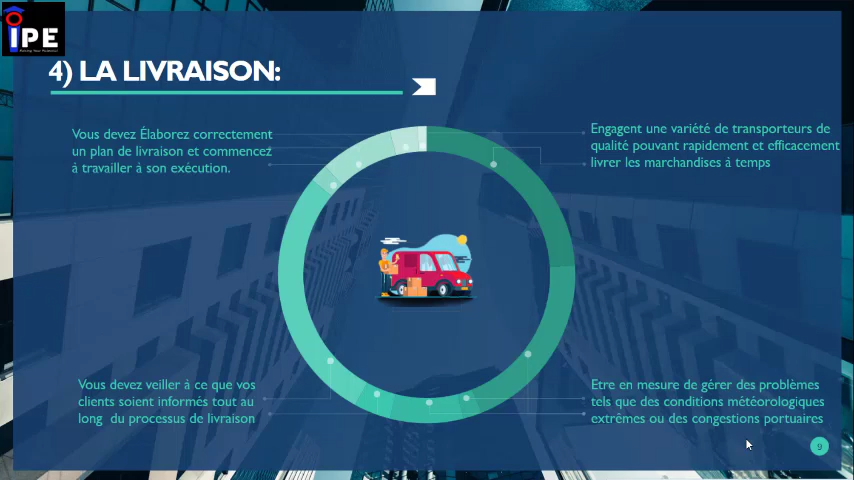 IPE
4) LA LIVRAISON:
Vous devez Élaborez correctement
un plan de livraison et commencez
à travailler à son exécution.
Engagent une variété de transporteurs de
qualité pouvant rapidement et efficacement
livrer les marchandises à temps
Vous devez veiller à ce que vos
clients soient informés tout au
long du processus de livraison
Etre en mesure de gérer des problèmes
tels que des conditions météorologiques
extrêmes ou des congestions portuaires
9